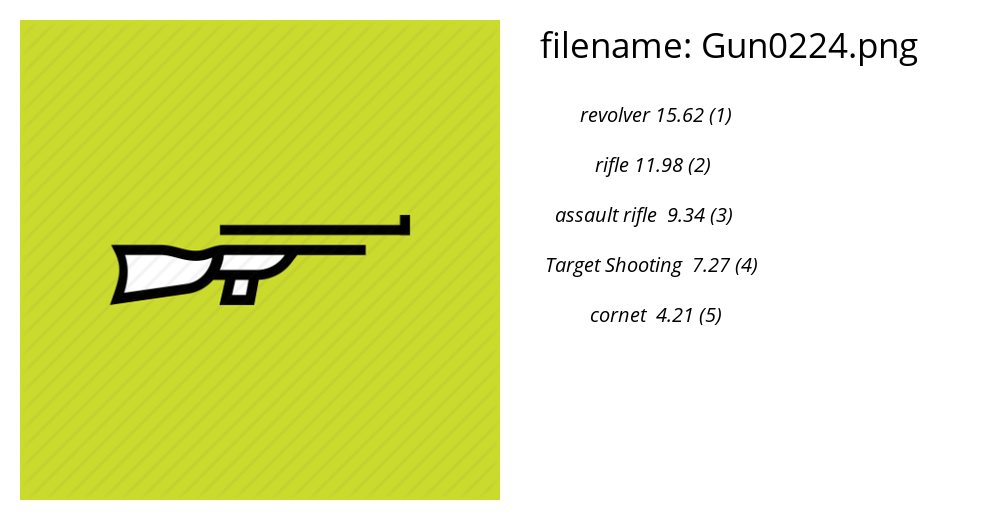 filename: Gun0224.png
revolver 15.62 (1)
rifle 11.98 (2)
assault rifle 9.34 (3)
Target Shooting 7.27 (4)
cornet 4.21 (5)